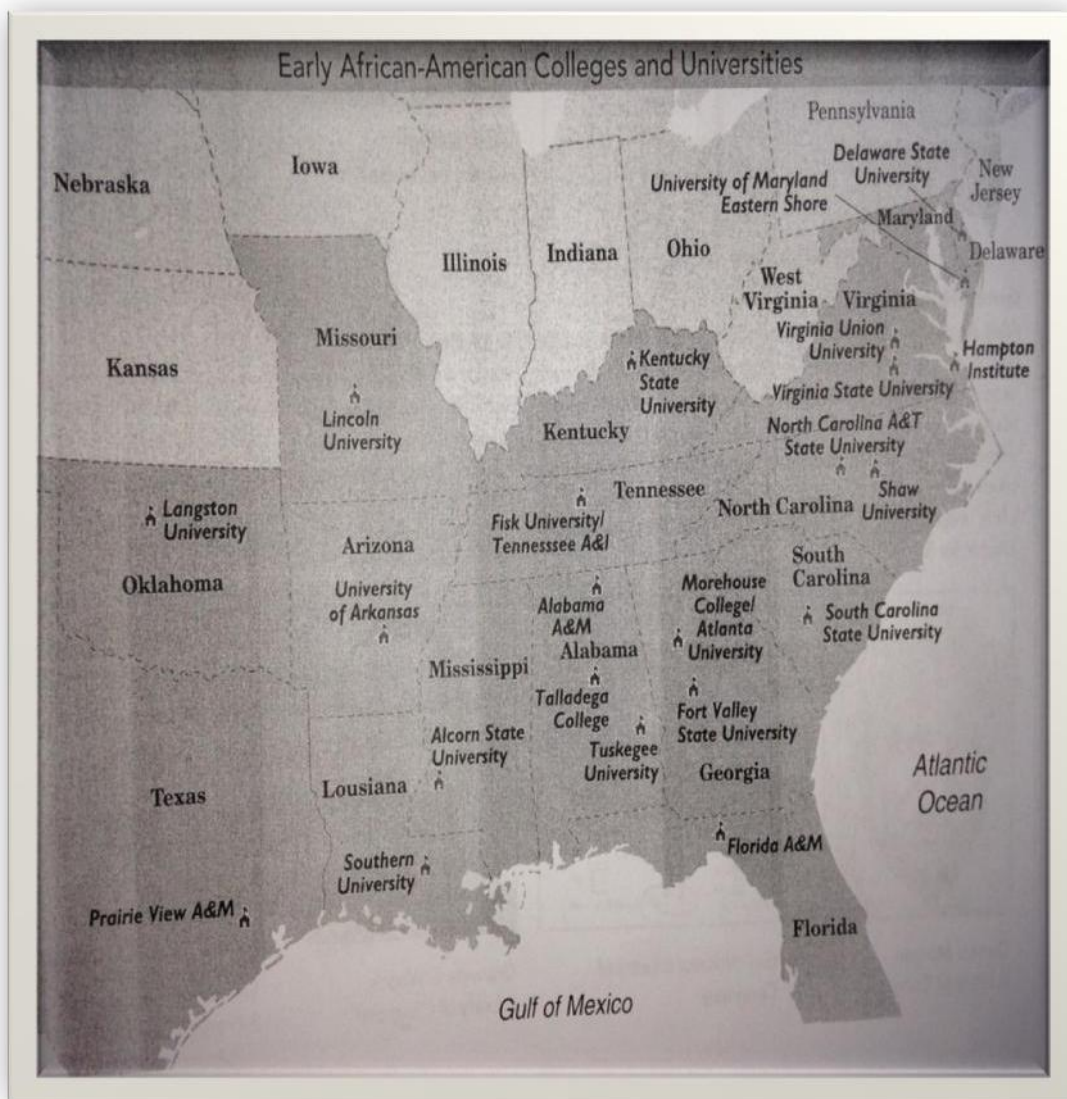 Early African-American Colleges and Universities
Pennsylvania
Delaware State
University
New
Jersey
Iowa
Nebraska
University of Maryland
Eastern Shore
Maryland
Delaware
Illinois
Indiana
Ohio
West
Virginia
Virginia
Missouri
Kansas
Virginia Union
University
Hampton
Institute
Kentucky
State
University
Virginia State University
Lincoln
University
Kentucky
North Carolina A&T
State University
Langston
University
Tennessee
North Carolina
Shaw
University
Fisk University/
Tennesssee A&I
Arizona
Oklahoma
University
of Arkansas
South
Carolina
Morehouse
College/
Atlanta
University
Alabama
A&M
South Carolina
State University
Alabama
Mississippi
Talladega
College
Fort Valley
State University
Alcorn State
University
Tuskegee
University
Georgia
Atlantic
Ocean
Texas
Lousiana
Florida A&M
Southern
University
Prairie View A&M
Florida
Gulf of Mexico